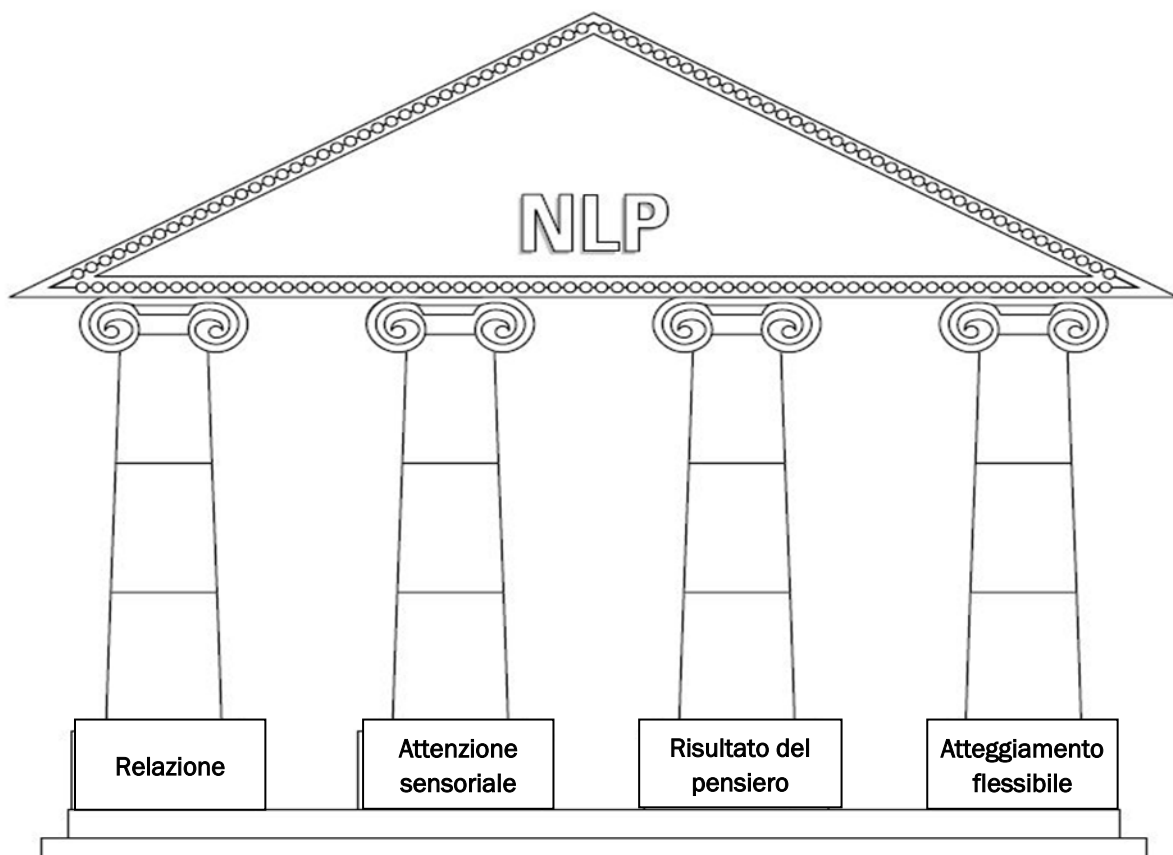 NLP
Relazione
Attenzione
sensoriale
Risultato del
pensiero
Atteggiamento
flessibile